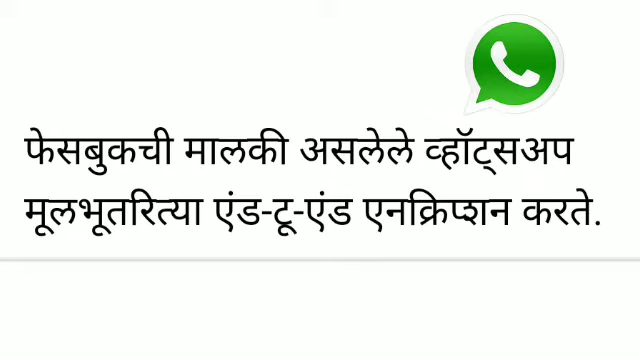 फेसबुकची मालकी असलेले व्हॉट्सअप
मूलभूतरित्या एंड-टू-एंड एनक्रिप्शन करते.